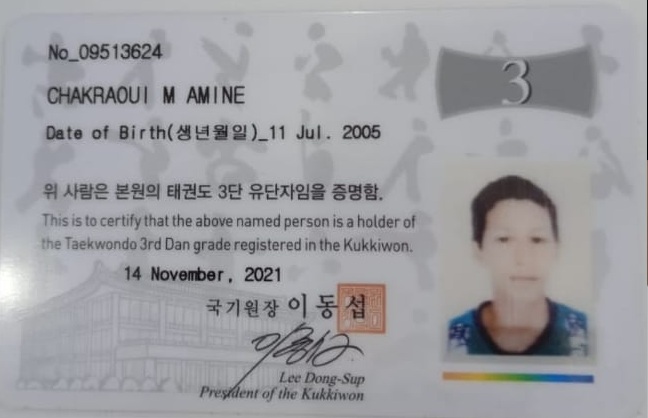 No_09513624
3
CHAKRAOUI M AMINE
Date of Birth(생년월일)_11 Jul. 2005
위 사람은 본원의 태권도 3단 유단자임을 증명함.
This is to certify that the above named person is a holder of
the Taekwondo 3rd Dan grade registered in the Kukkiwon.
14 November, 2021
국기원장 이동섭
Lee Dong-Sup
President of the Kukkiwon